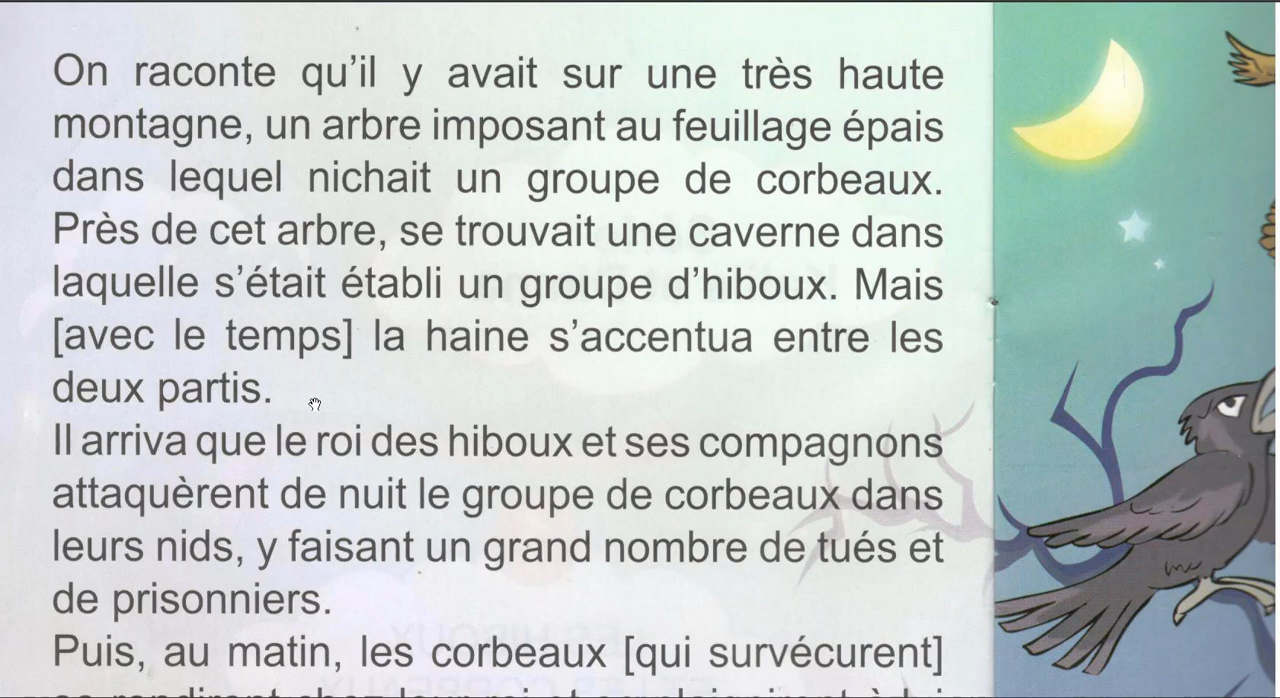 On raconte qu'il y avait sur une très haute
montagne, un arbre imposant au feuillage épais
dans lequel nichait un groupe de corbeaux.
Près de cet arbre, se trouvait une caverne dans
laquelle s'était établi un groupe d'hiboux. Mais
[avec le temps] la haine s'accentua entre les
deux partis.
Il arriva que le roi des hiboux et ses compagnons
attaquèrent de nuit le groupe de corbeaux dans
leurs nids, y faisant un grand nombre de tués et
de prisonniers.
Puis, au matin, les corbeaux [qui survécurent]